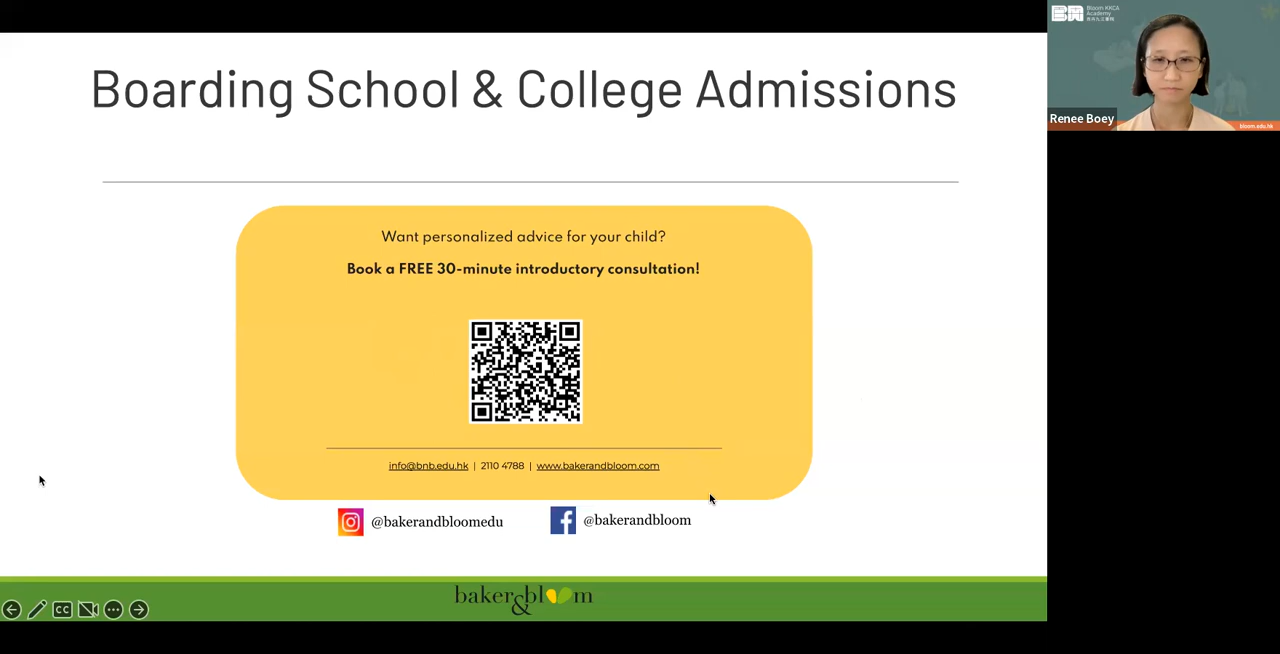 Boarding School & College Admissions
Want personalized advice for your child?
Book a FREE 30-minute introductory consultation!
info@bnb.edu.hk | 2110 4788 | www.bakerandbloom.com
@bakerandbloomedu
@bakerandbloom
baker&bloom
CC
Bloom KKCA
Academy
Renee Boey
bloom.edu.hk